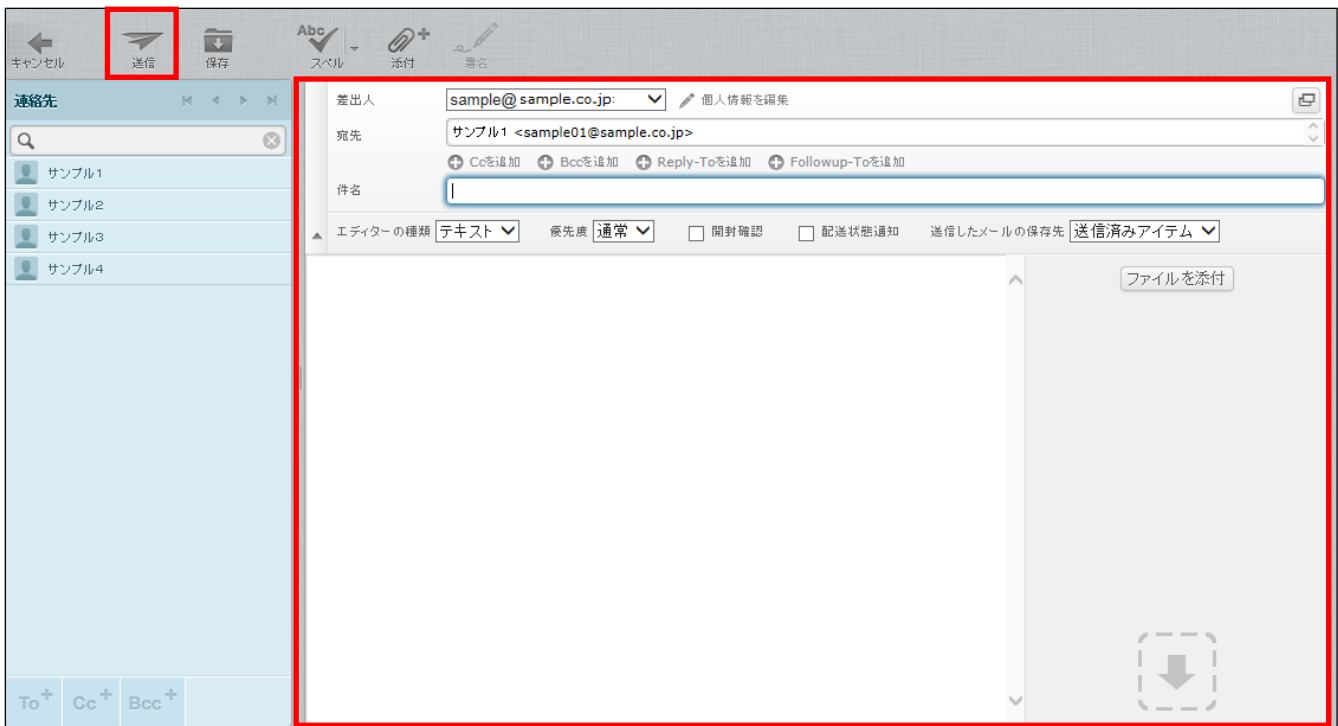 キャンセル 送信 保存 Abc スペル 添付 署名
連絡先
サンプル1
サンプル2
サンプル3
サンプル4
To+ Cc+ Bcc+
差出人 sample@sample.co.jp: 個人情報を編集
宛先 サンプル1 <sample01@sample.co.jp>
Ccを追加 Bccを追加 Reply-Toを追加 Followup-Toを追加
件名
エディターの種類 テキスト 優先度 通常 開封確認 配送状態通知 送信したメールの保存先 送信済みアイテム
ファイルを添付